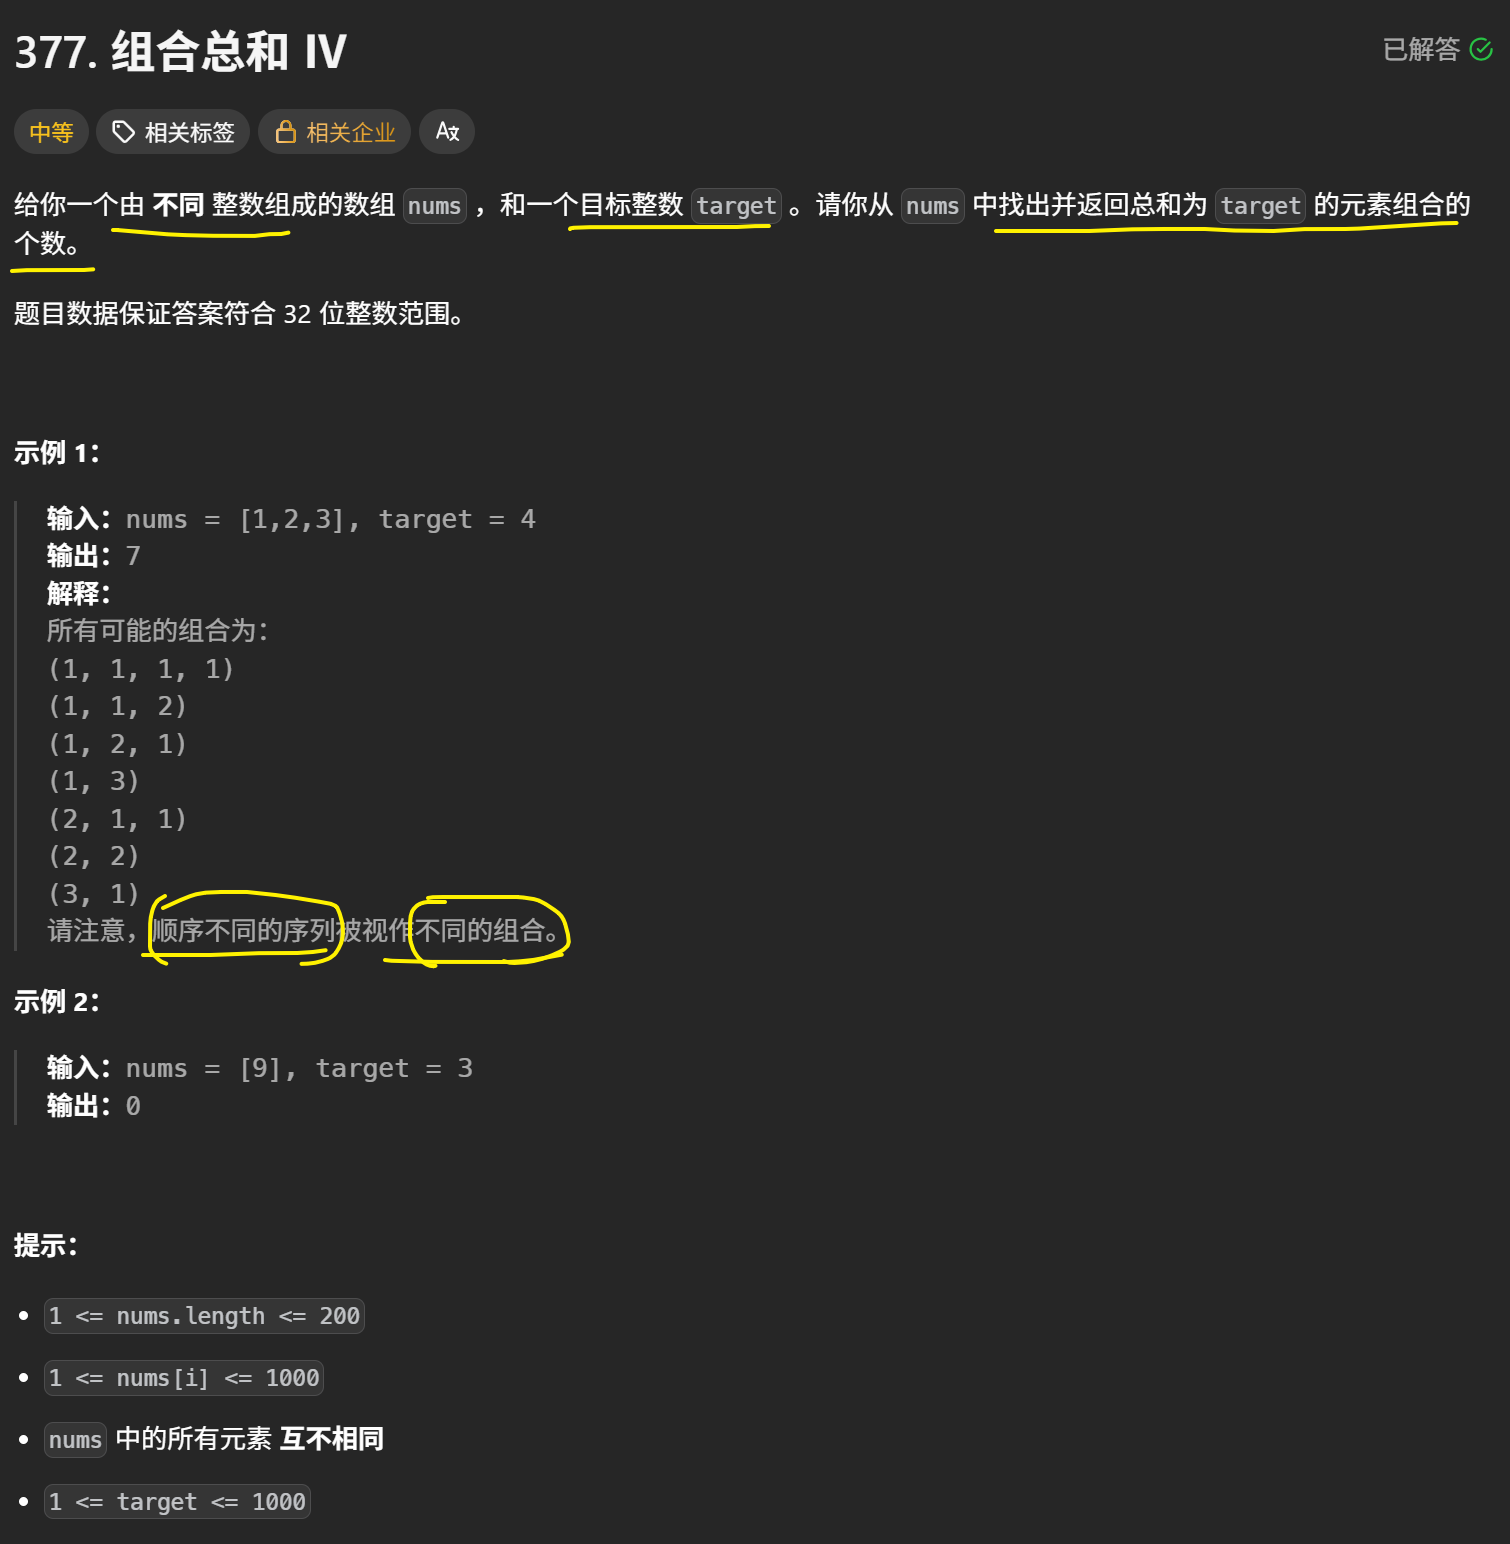 377. 组合总和 Ⅳ
已解答
中等 相关标签 相关企业
给你一个由 不同 整数组成的数组 nums ，和一个目标整数 target 。请你从 nums 中找出并返回总和为 target 的元素组合的
个数。
题目数据保证答案符合 32 位整数范围。
示例 1：
输入：nums = [1,2,3], target = 4
输出：7
解释：
所有可能的组合为：
(1, 1, 1, 1)
(1, 1, 2)
(1, 2, 1)
(1, 3)
(2, 1, 1)
(2, 2)
(3, 1)
请注意，顺序不同的序列被视作不同的组合。
示例 2：
输入：nums = [9], target = 3
输出：0
提示：
1 <= nums.length <= 200
1 <= nums[i] <= 1000
nums 中的所有元素 互不相同
1 <= target <= 1000